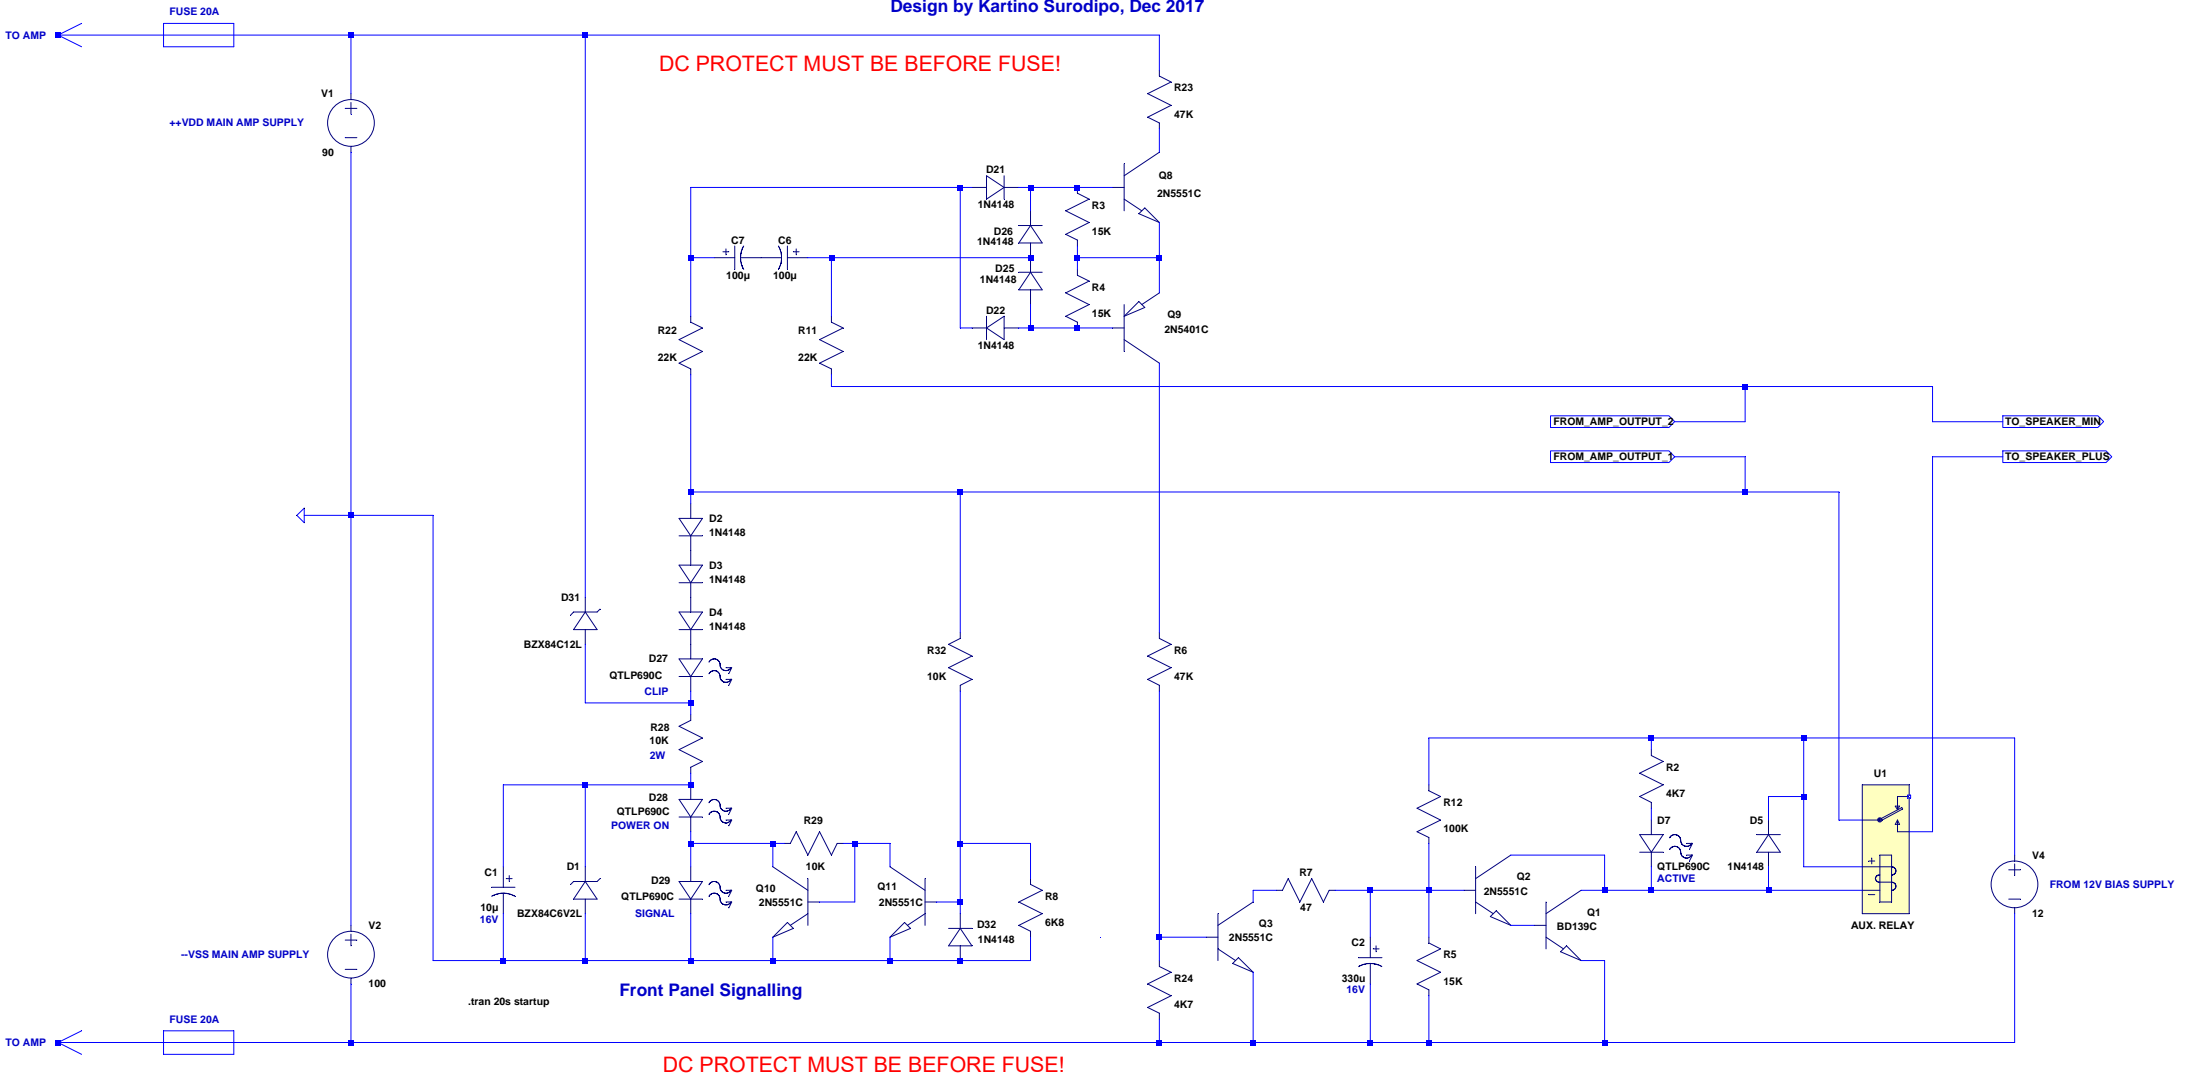 Design by Kartino Surodipo, Dec 2017
FUSE 20A
TO AMP
DC PROTECT MUST BE BEFORE FUSE!
V1
++VDD MAIN AMP SUPPLY
90
R23
47K
D21
1N4148
Q8
2N5551C
R3
15K
D26
1N4148
C7
100µ
C6
100µ
D25
1N4148
R4
15K
D22
1N4148
Q9
2N5401C
R22
22K
R11
22K
FROM_AMP_OUTPUT_2
TO_SPEAKER_MIN
FROM_AMP_OUTPUT_1
TO_SPEAKER_PLUS
D2
1N4148
D3
1N4148
D4
1N4148
D31
BZX84C12L
D27
QTLP690C
CLIP
R32
10K
R6
47K
R28
10K
2W
D28
QTLP690C
POWER ON
R29
10K
C1
10µ
16V
D1
BZX84C6V2L
D29
QTLP690C
SIGNAL
Q10
2N5551C
Q11
2N5551C
R8
6K8
D32
1N4148
R2
4K7
U1
R12
100K
D7
QTLP690C
ACTIVE
D5
1N4148
V4
FROM 12V BIAS SUPPLY
12
R7
47
Q2
2N5551C
Q1
BD139C
AUX. RELAY
Q3
2N5551C
C2
330u
16V
R5
15K
V2
--VSS MAIN AMP SUPPLY
100
R24
4K7
.tran 20s startup
Front Panel Signalling
FUSE 20A
TO AMP
DC PROTECT MUST BE BEFORE FUSE!